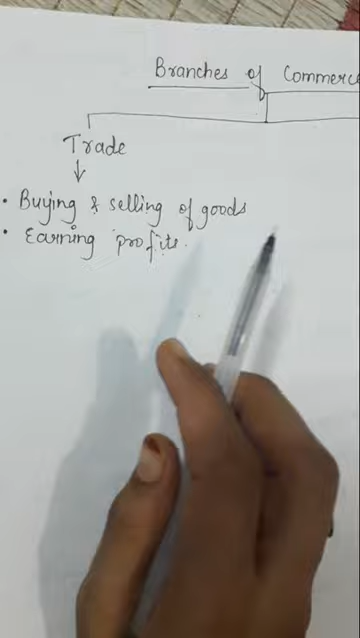 Branches of Commerce
Trade
• Buying & selling of goods
• Earning profits.